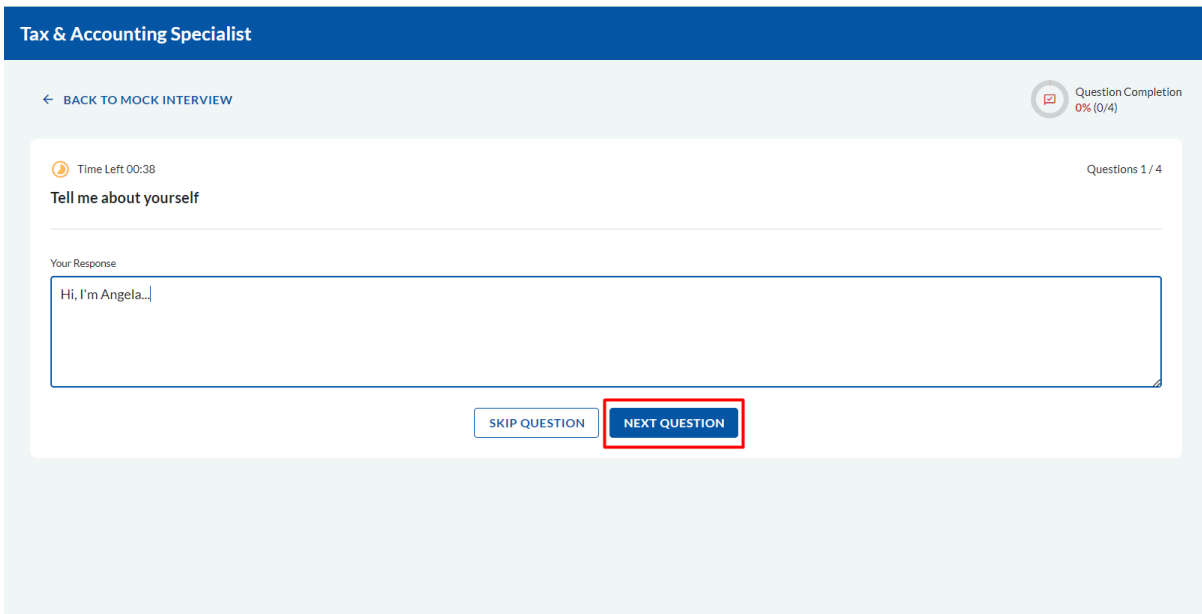 Tax & Accounting Specialist
← BACK TO MOCK INTERVIEW
Question Completion
0% (0/4)
Time Left 00:38
Questions 1 / 4
Tell me about yourself
Your Response
Hi, I'm Angela...
SKIP QUESTION
NEXT QUESTION